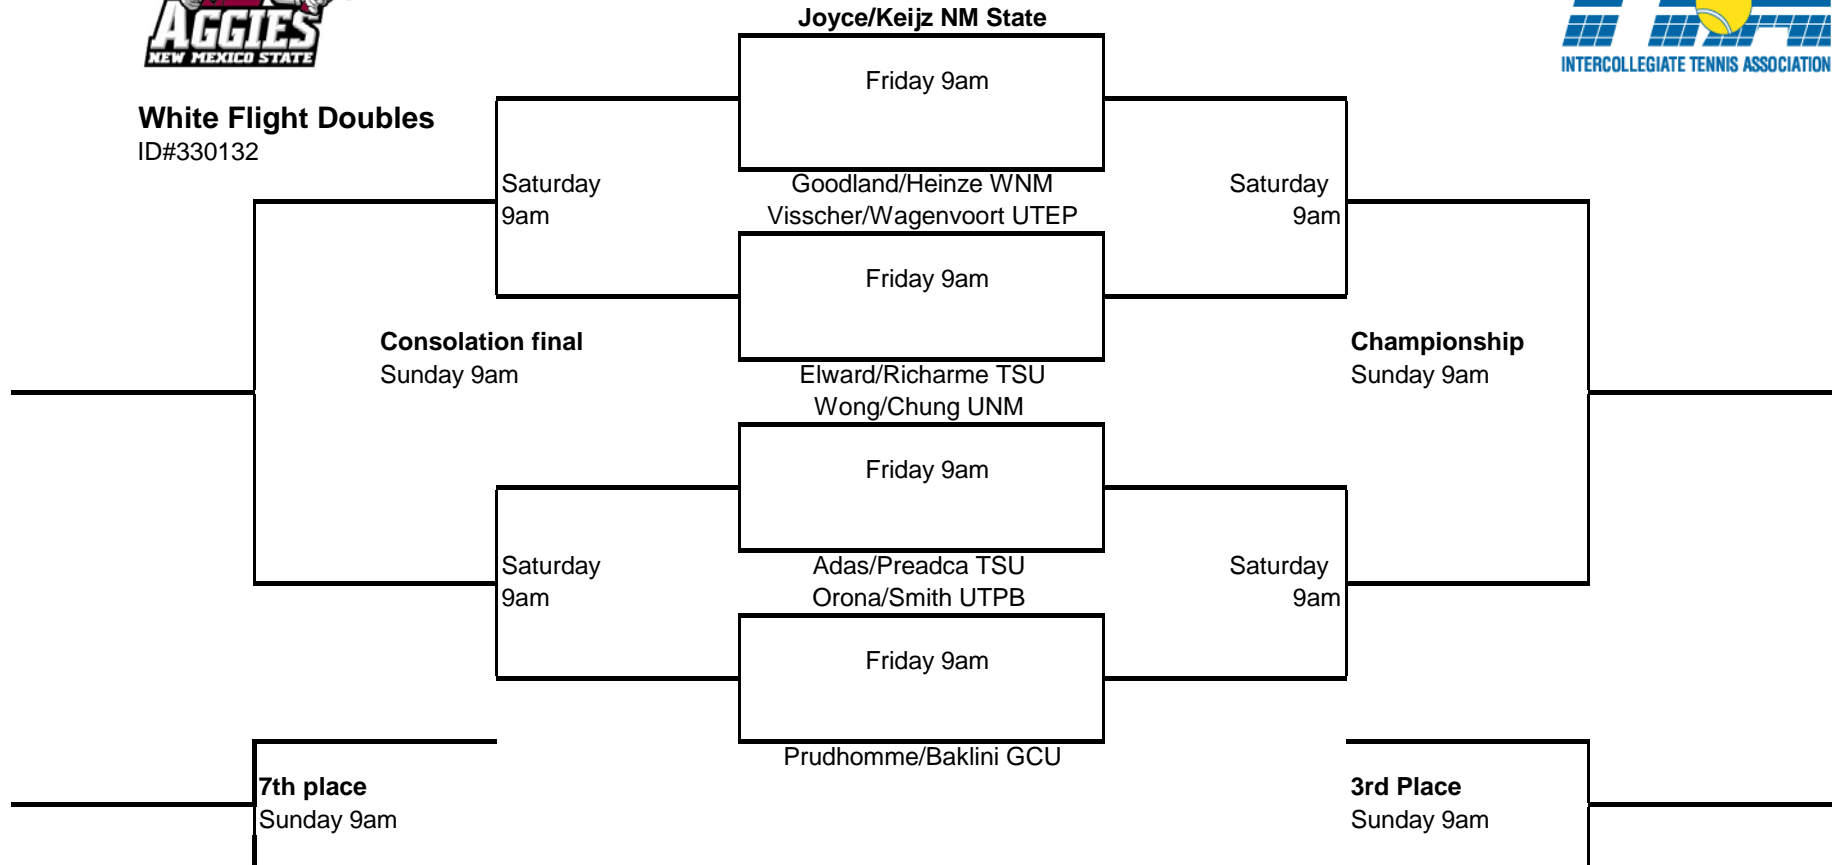 AGGIES
NEW MEXICO STATE
INTERCOLLEGIATE TENNIS ASSOCIATION
Joyce/Keijz NM State
Friday 9am
White Flight Doubles
ID#330132
Saturday
9am
Goodland/Heinze WNM
Visscher/Wagenvoort UTEP
Saturday
9am
Friday 9am
Consolation final
Sunday 9am
Championship
Sunday 9am
Elward/Richarme TSU
Wong/Chung UNM
Friday 9am
Saturday
9am
Adas/Preadca TSU
Orona/Smith UTPB
Saturday
9am
Friday 9am
Prudhomme/Baklini GCU
7th place
Sunday 9am
3rd Place
Sunday 9am